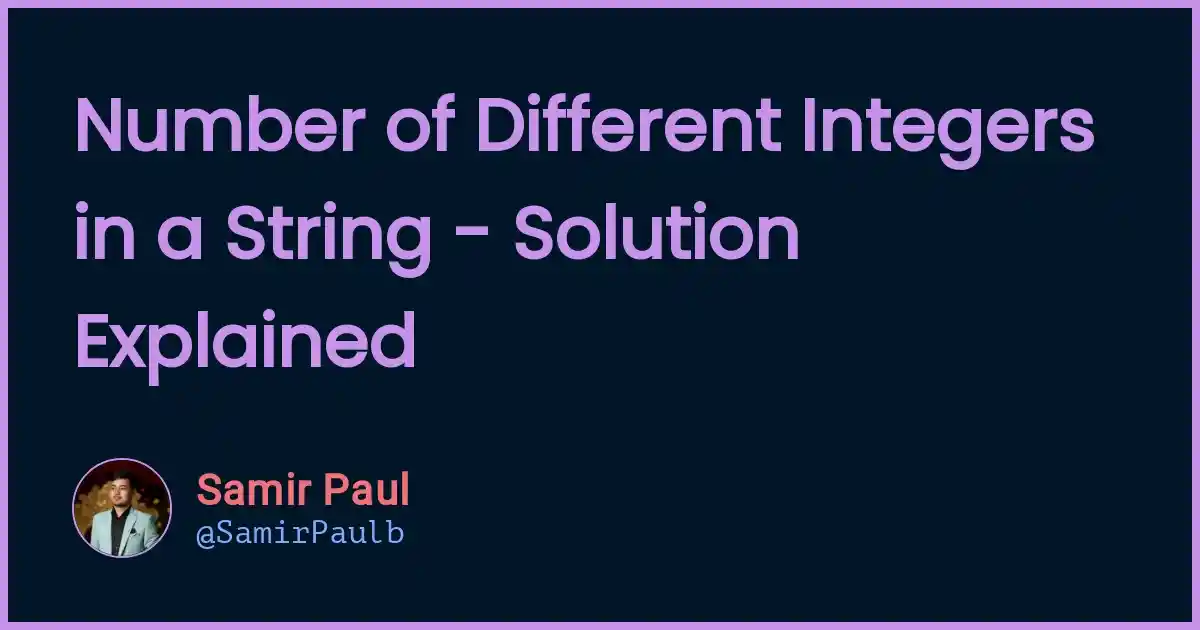 Number of Different Integers
in a String - Solution
Explained
Samir Paul
@SamirPaulb